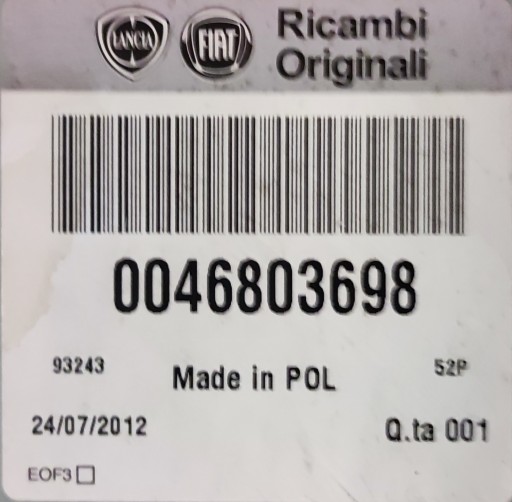 LANCIA FIAT Ricambi
Originali
0046803698
93243 Made in POL 52P
24/07/2012 Q.ta 001
EOF3